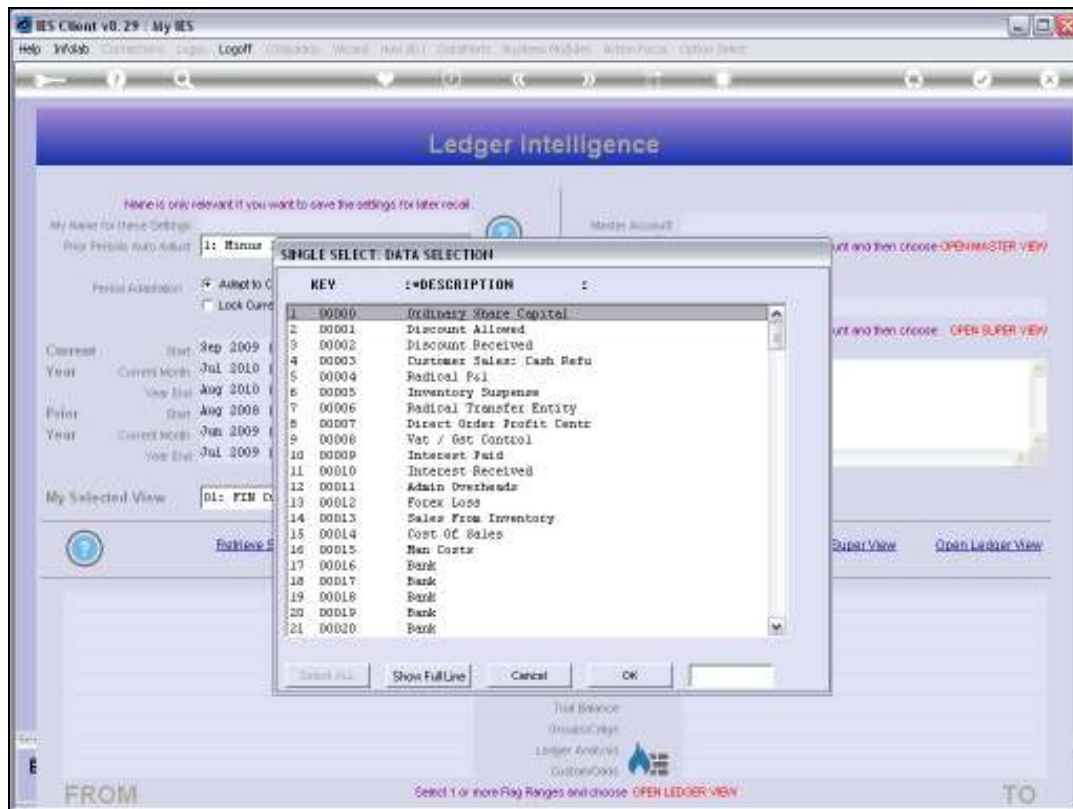 IES Client v8.29 : My IES
Help Infolab Logoff
Ledger Intelligence
Name is only relevant if you want to save the settings for later recall.
My Name for these Settings
Master Account
Prior Periods Auto Adjust 1: Minus
unt and then choose OPEN MASTER VIEW
Period Adaptation Adapt to C
Lock Curre
unt and then choose OPEN SUPER VIEW
Current Start Sep 2009
Year Current Month Jul 2010
Year End Aug 2010
Prior Start Aug 2008
Year Current Month Jun 2009
Year End Jul 2009
My Selected View 01: FIN
Retrieve S
Super View Open Ledger View
SINGLE SELECT: DATA SELECTION
KEY :*DESCRIPTION :
1 00000 Ordinary Share Capital
2 00001 Discount Allowed
3 00002 Discount Received
4 00003 Customer Sales: Cash Refu
5 00004 Radical P&l
6 00005 Inventory Suspense
7 00006 Radical Transfer Entity
8 00007 Direct Order Profit Centr
9 00008 Vat / Gst Control
10 00009 Interest Paid
11 00010 Interest Received
12 00011 Admin Overheads
13 00012 Forex Loss
14 00013 Sales From Inventory
15 00014 Cost Of Sales
16 00015 Man Costs
17 00016 Bank
18 00017 Bank
19 00018 Bank
20 00019 Bank
21 00020 Bank
Select ALL Show Full Line Cancel OK
Trial Balance
Groups/Ctrlys
Ledger Analysis
Custom/Odds
FROM Select 1 or more Flag Ranges and choose OPEN LEDGER VIEW TO